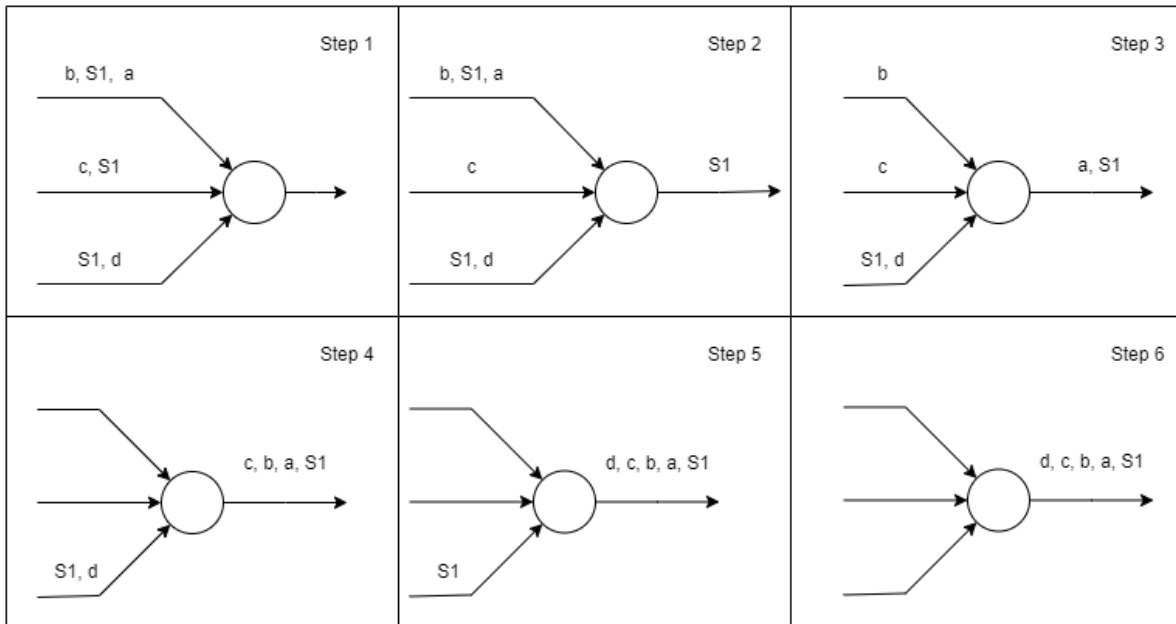 Step 1
b, S1, a
c, S1
S1, d
Step 2
b, S1, a
c
S1
S1, d
Step 3
b
c
a, S1
S1, d
Step 4
c, b, a, S1
S1, d
Step 5
d, c, b, a, S1
S1
Step 6
d, c, b, a, S1